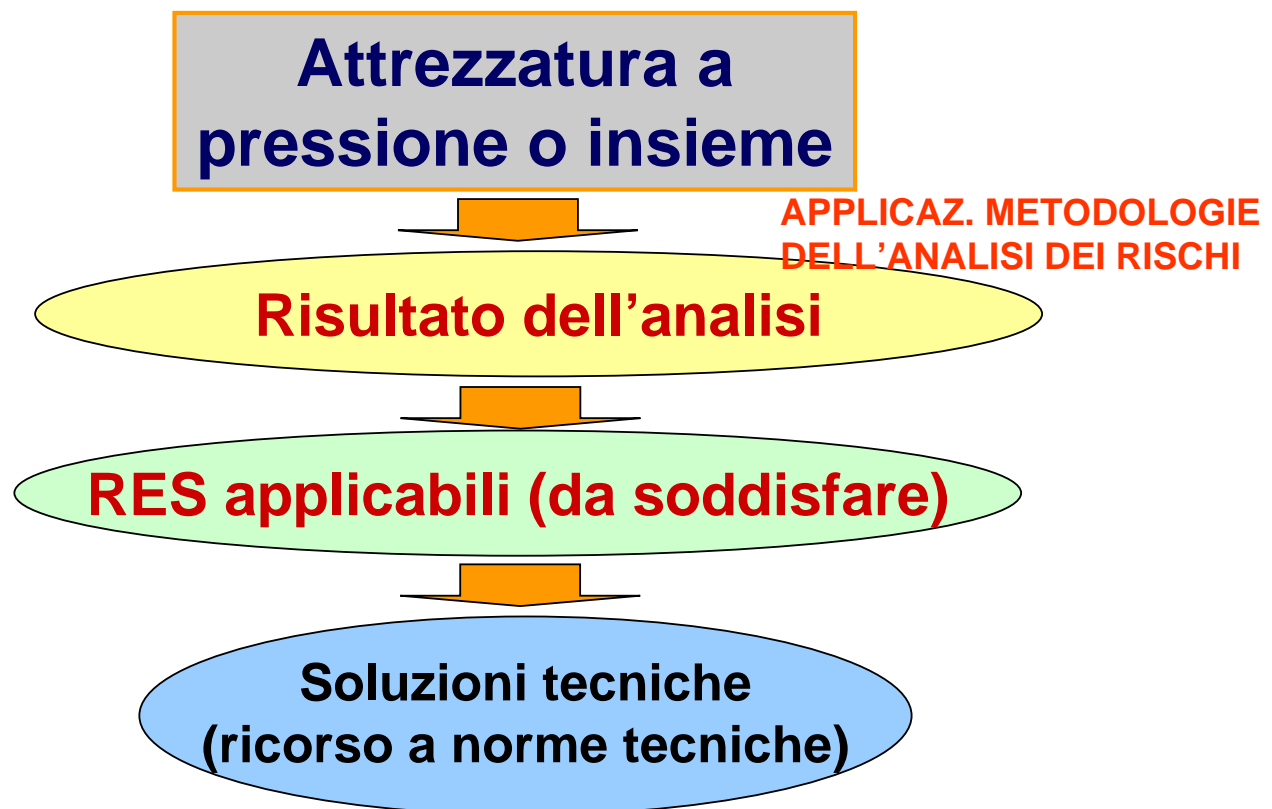 Attrezzatura a
pressione o insieme
APPLICAZ. METODOLOGIE
DELL’ANALISI DEI RISCHI
Risultato dell’analisi
RES applicabili (da soddisfare)
Soluzioni tecniche
(ricorso a norme tecniche)